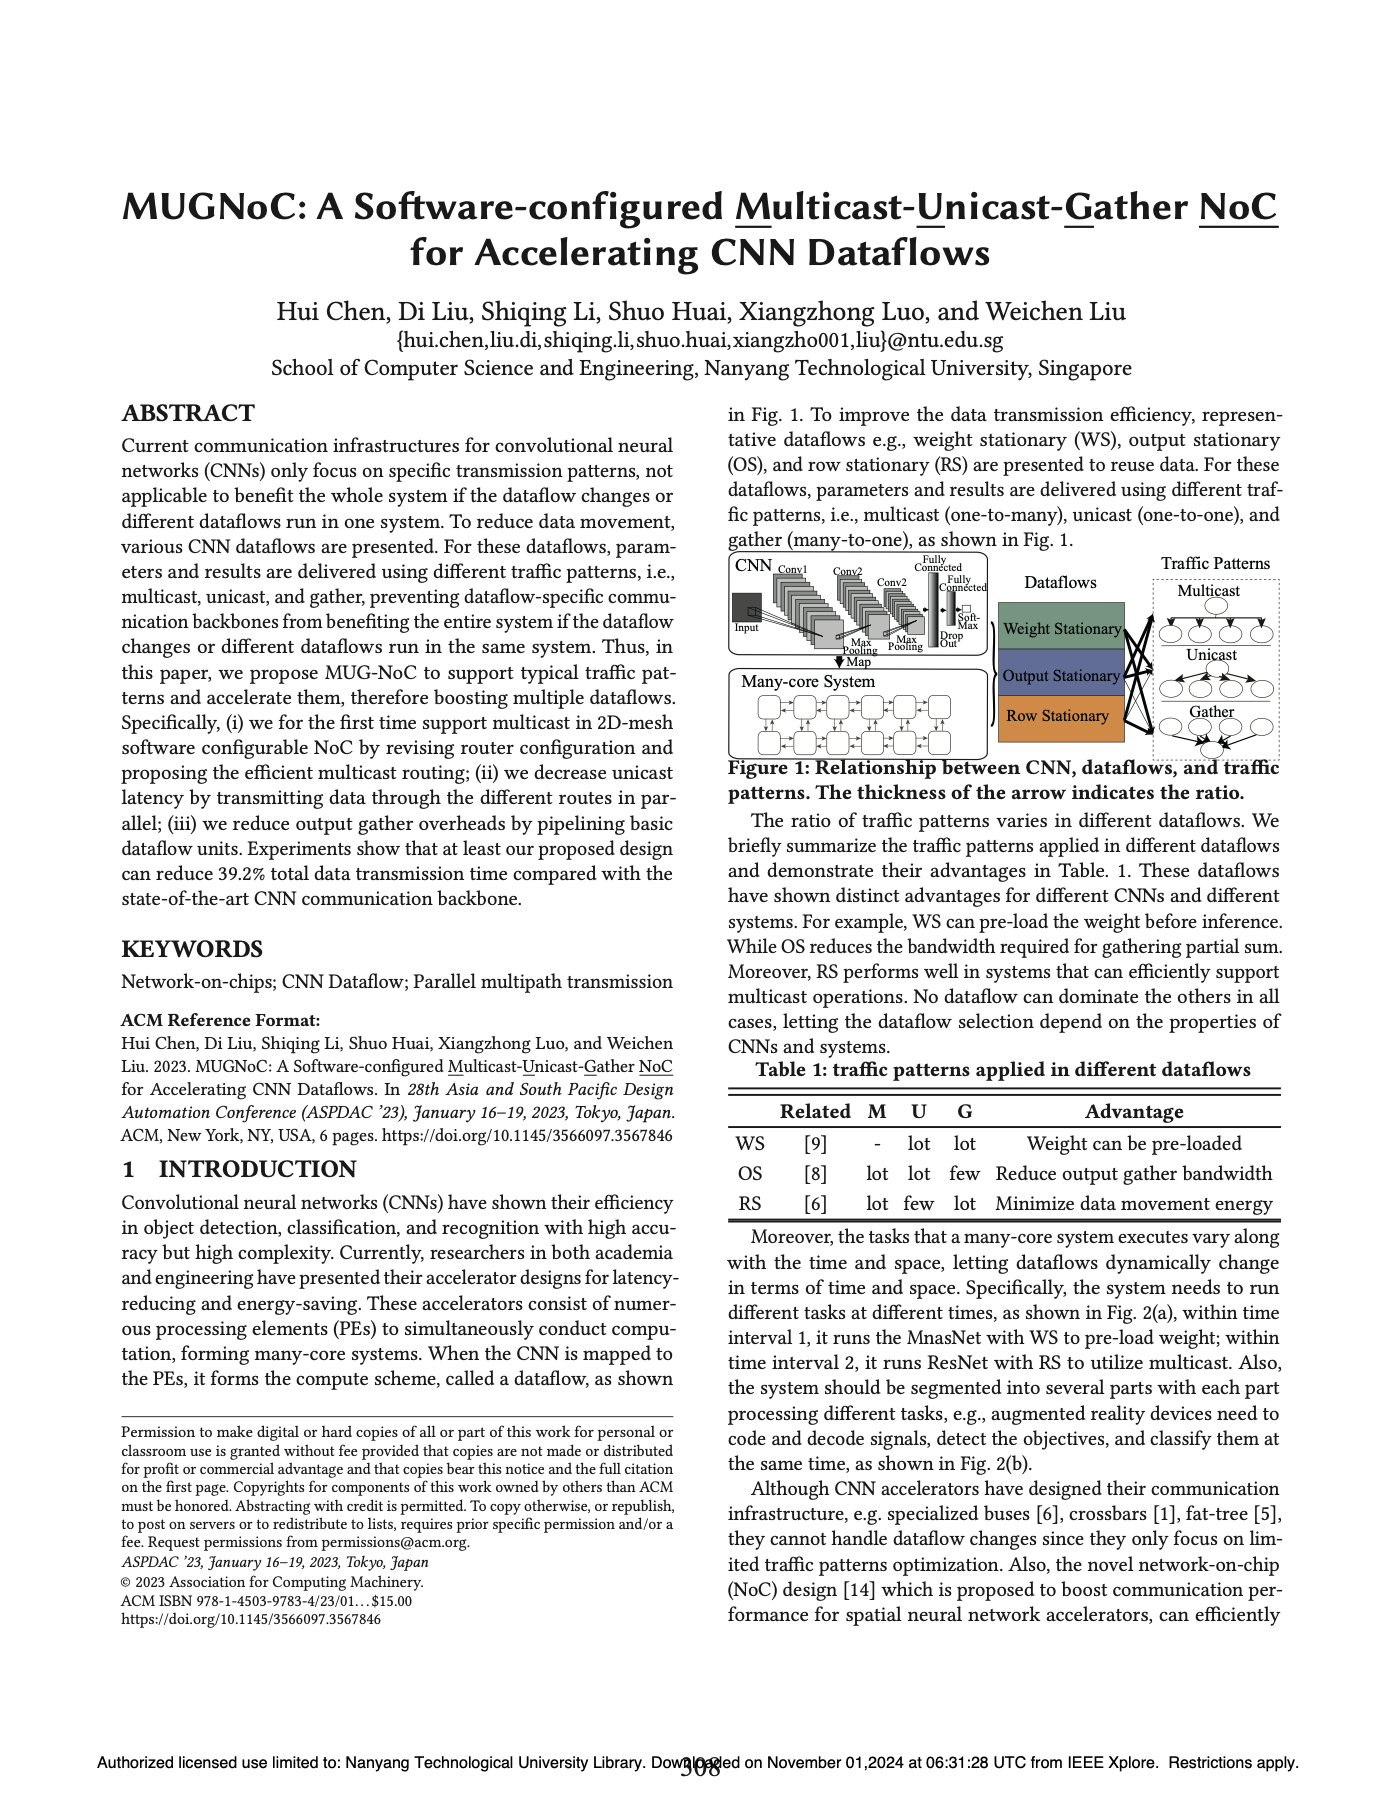 MUGNoC: A Software-configured Multicast-Unicast-Gather NoC
for Accelerating CNN Dataflows
Hui Chen, Di Liu, Shiqing Li, Shuo Huai, Xiangzhong Luo, and Weichen Liu
{hui.chen,liu.di,shiqing.li,shuo.huai,xiangzho001,liu}@ntu.edu.sg
School of Computer Science and Engineering, Nanyang Technological University, Singapore
ABSTRACT
Current communication infrastructures for convolutional neural
networks (CNNs) only focus on specific transmission patterns, not
applicable to benefit the whole system if the dataflow changes or
different dataflows run in one system. To reduce data movement,
various CNN dataflows are presented. For these dataflows, param-
eters and results are delivered using different traffic patterns, i.e.,
multicast, unicast, and gather, preventing dataflow-specific commu-
nication backbones from benefiting the entire system if the dataflow
changes or different dataflows run in the same system. Thus, in
this paper, we propose MUG-NoC to support typical traffic pat-
terns and accelerate them, therefore boosting multiple dataflows.
Specifically, (i) we for the first time support multicast in 2D-mesh
software configurable NoC by revising router configuration and
proposing the efficient multicast routing; (ii) we decrease unicast
latency by transmitting data through the different routes in par-
allel; (iii) we reduce output gather overheads by pipelining basic
dataflow units. Experiments show that at least our proposed design
can reduce 39.2% total data transmission time compared with the
state-of-the-art CNN communication backbone.
KEYWORDS
Network-on-chips; CNN Dataflow; Parallel multipath transmission
ACM Reference Format:
Hui Chen, Di Liu, Shiqing Li, Shuo Huai, Xiangzhong Luo, and Weichen
Liu. 2023. MUGNoC: A Software-configured Multicast-Unicast-Gather NoC
for Accelerating CNN Dataflows. In 28th Asia and South Pacific Design
Automation Conference (ASPDAC '23), January 16–19, 2023, Tokyo, Japan.
ACM, New York, NY, USA, 6 pages. https://doi.org/10.1145/3566097.3567846
1 INTRODUCTION
Convolutional neural networks (CNNs) have shown their efficiency
in object detection, classification, and recognition with high accu-
racy but high complexity. Currently, researchers in both academia
and engineering have presented their accelerator designs for latency-
reducing and energy-saving. These accelerators consist of numer-
ous processing elements (PEs) to simultaneously conduct compu-
tation, forming many-core systems. When the CNN is mapped to
the PEs, it forms the compute scheme, called a dataflow, as shown
Permission to make digital or hard copies of all or part of this work for personal or
classroom use is granted without fee provided that copies are not made or distributed
for profit or commercial advantage and that copies bear this notice and the full citation
on the first page. Copyrights for components of this work owned by others than ACM
must be honored. Abstracting with credit is permitted. To copy otherwise, or republish,
to post on servers or to redistribute to lists, requires prior specific permission and/or a
fee. Request permissions from permissions@acm.org.
ASPDAC '23, January 16–19, 2023, Tokyo, Japan
© 2023 Association for Computing Machinery.
ACM ISBN 978-1-4503-9783-4/23/01...$15.00
https://doi.org/10.1145/3566097.3567846
in Fig. 1. To improve the data transmission efficiency, represen-
tative dataflows e.g., weight stationary (WS), output stationary
(OS), and row stationary (RS) are presented to reuse data. For these
dataflows, parameters and results are delivered using different traf-
fic patterns, i.e., multicast (one-to-many), unicast (one-to-one), and
gather (many-to-one), as shown in Fig. 1.
CNN
Conv1
Conv2
Conv2
Fully
Connected
Fully
Connected
Input
Max
Pooling
Max
Pooling
Drop
Out
Soft-
Max
Map
Many-core System
Dataflows
Weight Stationary
Output Stationary
Row Stationary
Traffic Patterns
Multicast
Unicast
Gather
Figure 1: Relationship between CNN, dataflows, and traffic
patterns. The thickness of the arrow indicates the ratio.
The ratio of traffic patterns varies in different dataflows. We
briefly summarize the traffic patterns applied in different dataflows
and demonstrate their advantages in Table. 1. These dataflows
have shown distinct advantages for different CNNs and different
systems. For example, WS can pre-load the weight before inference.
While OS reduces the bandwidth required for gathering partial sum.
Moreover, RS performs well in systems that can efficiently support
multicast operations. No dataflow can dominate the others in all
cases, letting the dataflow selection depend on the properties of
CNNs and systems.
Table 1: traffic patterns applied in different dataflows
Related M U G Advantage
WS [9] - lot lot Weight can be pre-loaded
OS [8] lot lot few Reduce output gather bandwidth
RS [6] lot few lot Minimize data movement energy
Moreover, the tasks that a many-core system executes vary along
with the time and space, letting dataflows dynamically change
in terms of time and space. Specifically, the system needs to run
different tasks at different times, as shown in Fig. 2(a), within time
interval 1, it runs the MnasNet with WS to pre-load weight; within
time interval 2, it runs ResNet with RS to utilize multicast. Also,
the system should be segmented into several parts with each part
processing different tasks, e.g., augmented reality devices need to
code and decode signals, detect the objectives, and classify them at
the same time, as shown in Fig. 2(b).
Although CNN accelerators have designed their communication
infrastructure, e.g. specialized buses [6], crossbars [1], fat-tree [5],
they cannot handle dataflow changes since they only focus on lim-
ited traffic patterns optimization. Also, the novel network-on-chip
(NoC) design [14] which is proposed to boost communication per-
formance for spatial neural network accelerators, can efficiently
308
Authorized licensed use limited to: Nanyang Technological University Library. Downloaded on November 01,2024 at 06:31:28 UTC from IEEE Xplore. Restrictions apply.